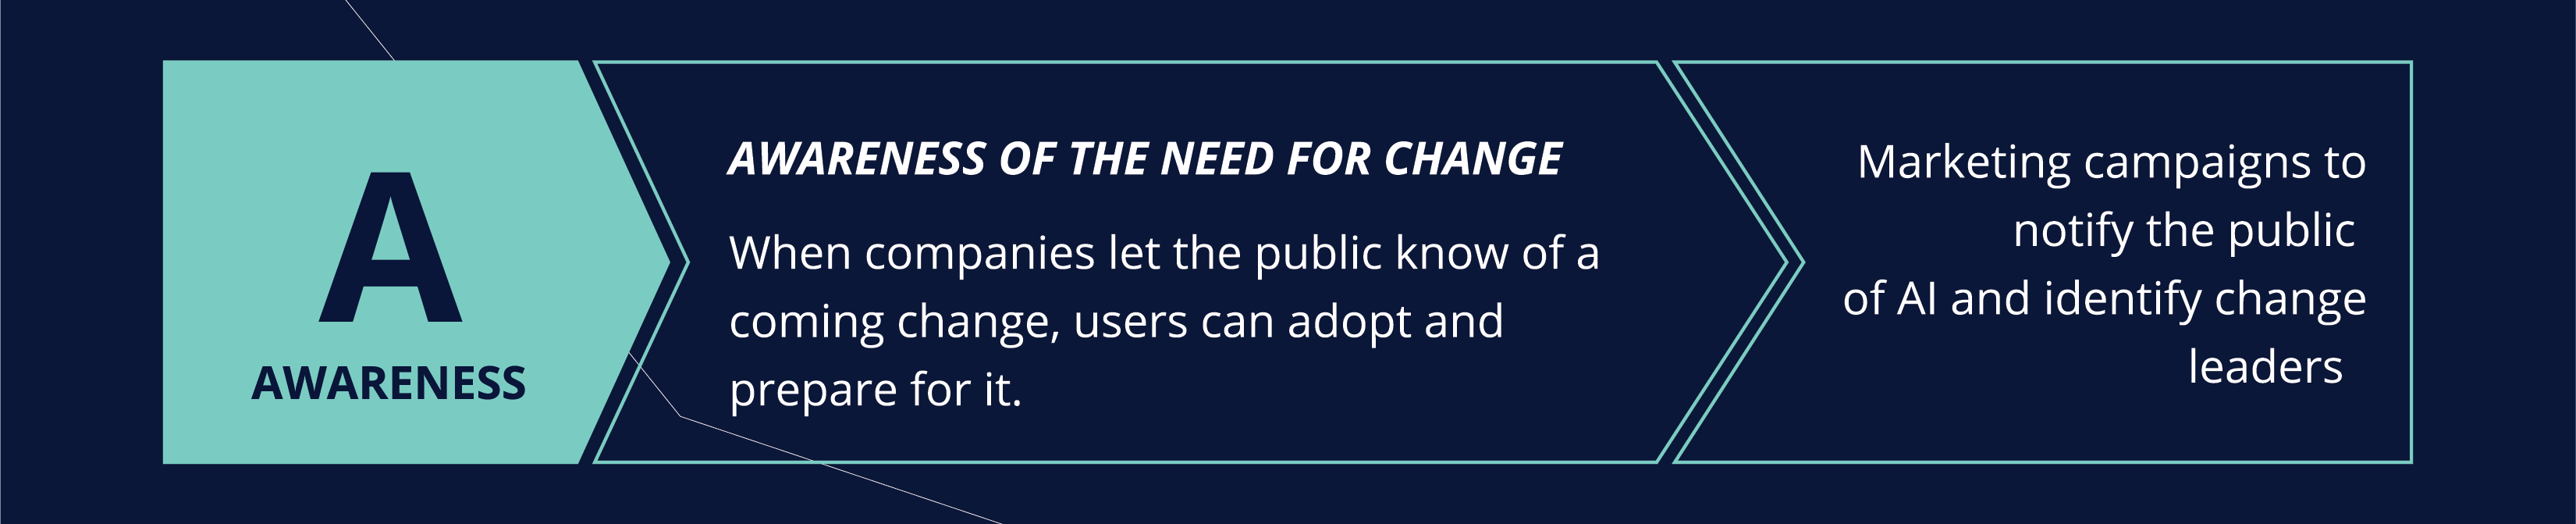 A
AWARENESS
AWARENESS OF THE NEED FOR CHANGE
When companies let the public know of a
coming change, users can adopt and
prepare for it.
Marketing campaigns to
notify the public
of AI and identify change
leaders